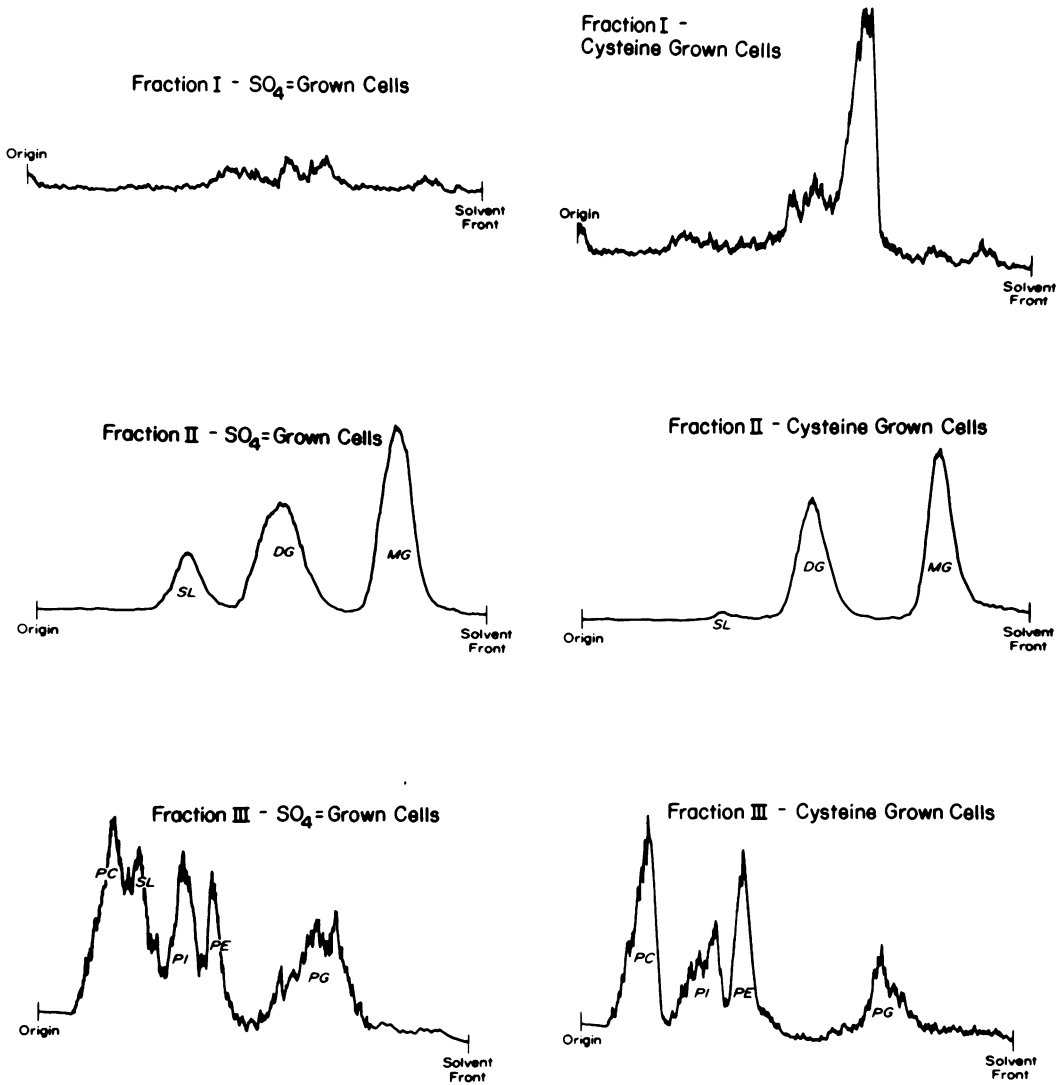 Fraction I - SO₄= Grown Cells
Origin
Solvent
Front
Fraction I -
Cysteine Grown Cells
Origin
Solvent
Front
Fraction II - SO₄= Grown Cells
SL
DG
MG
Origin
Solvent
Front
Fraction II - Cysteine Grown Cells
SL
DG
MG
Origin
Solvent
Front
Fraction III - SO₄= Grown Cells
PC
SL
PI
PE
PG
Origin
Solvent
Front
Fraction III - Cysteine Grown Cells
PC
PI
PE
PG
Origin
Solvent
Front